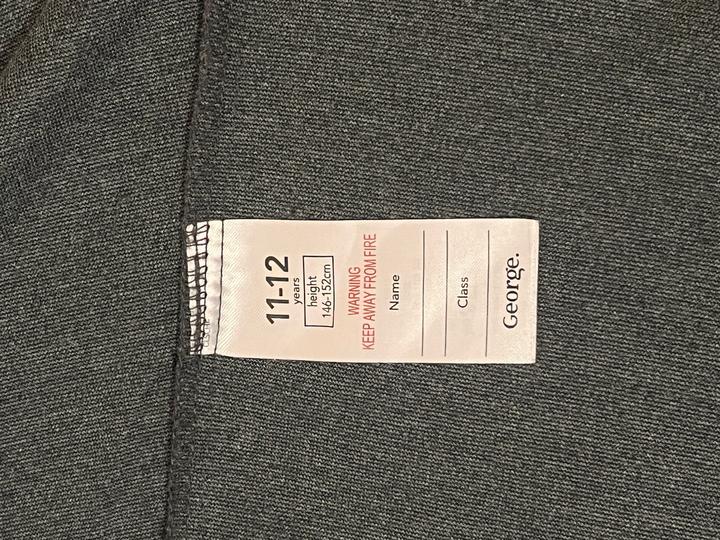 11-12
years
height
146-152cm
WARNING
KEEP AWAY FROM FIRE
Name
Class
George.